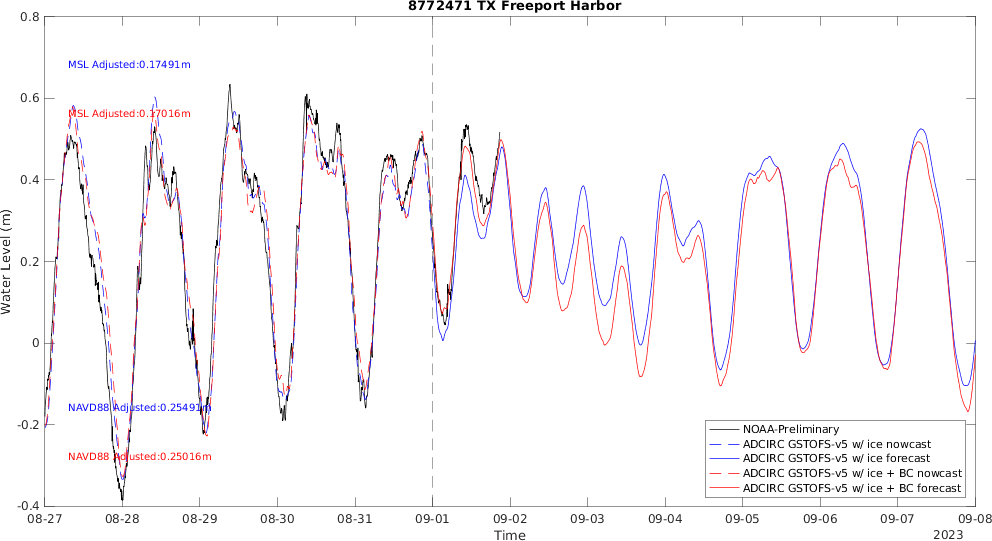 8772471 TX Freeport Harbor
0.8
0.6
0.4
0.2
0
-0.2
-0.4
Water Level (m)
MSL Adjusted:0.17491m
MSL Adjusted:0.17016m
NAVD88 Adjusted:0.25491m
NAVD88 Adjusted:0.25016m
NOAA-Preliminary
ADCIRC GSTOFS-v5 w/ ice nowcast
ADCIRC GSTOFS-v5 w/ ice forecast
ADCIRC GSTOFS-v5 w/ ice + BC nowcast
ADCIRC GSTOFS-v5 w/ ice + BC forecast
08-27 08-28 08-29 08-30 08-31 09-01 09-02 09-03 09-04 09-05 09-06 09-07 09-08
Time
2023